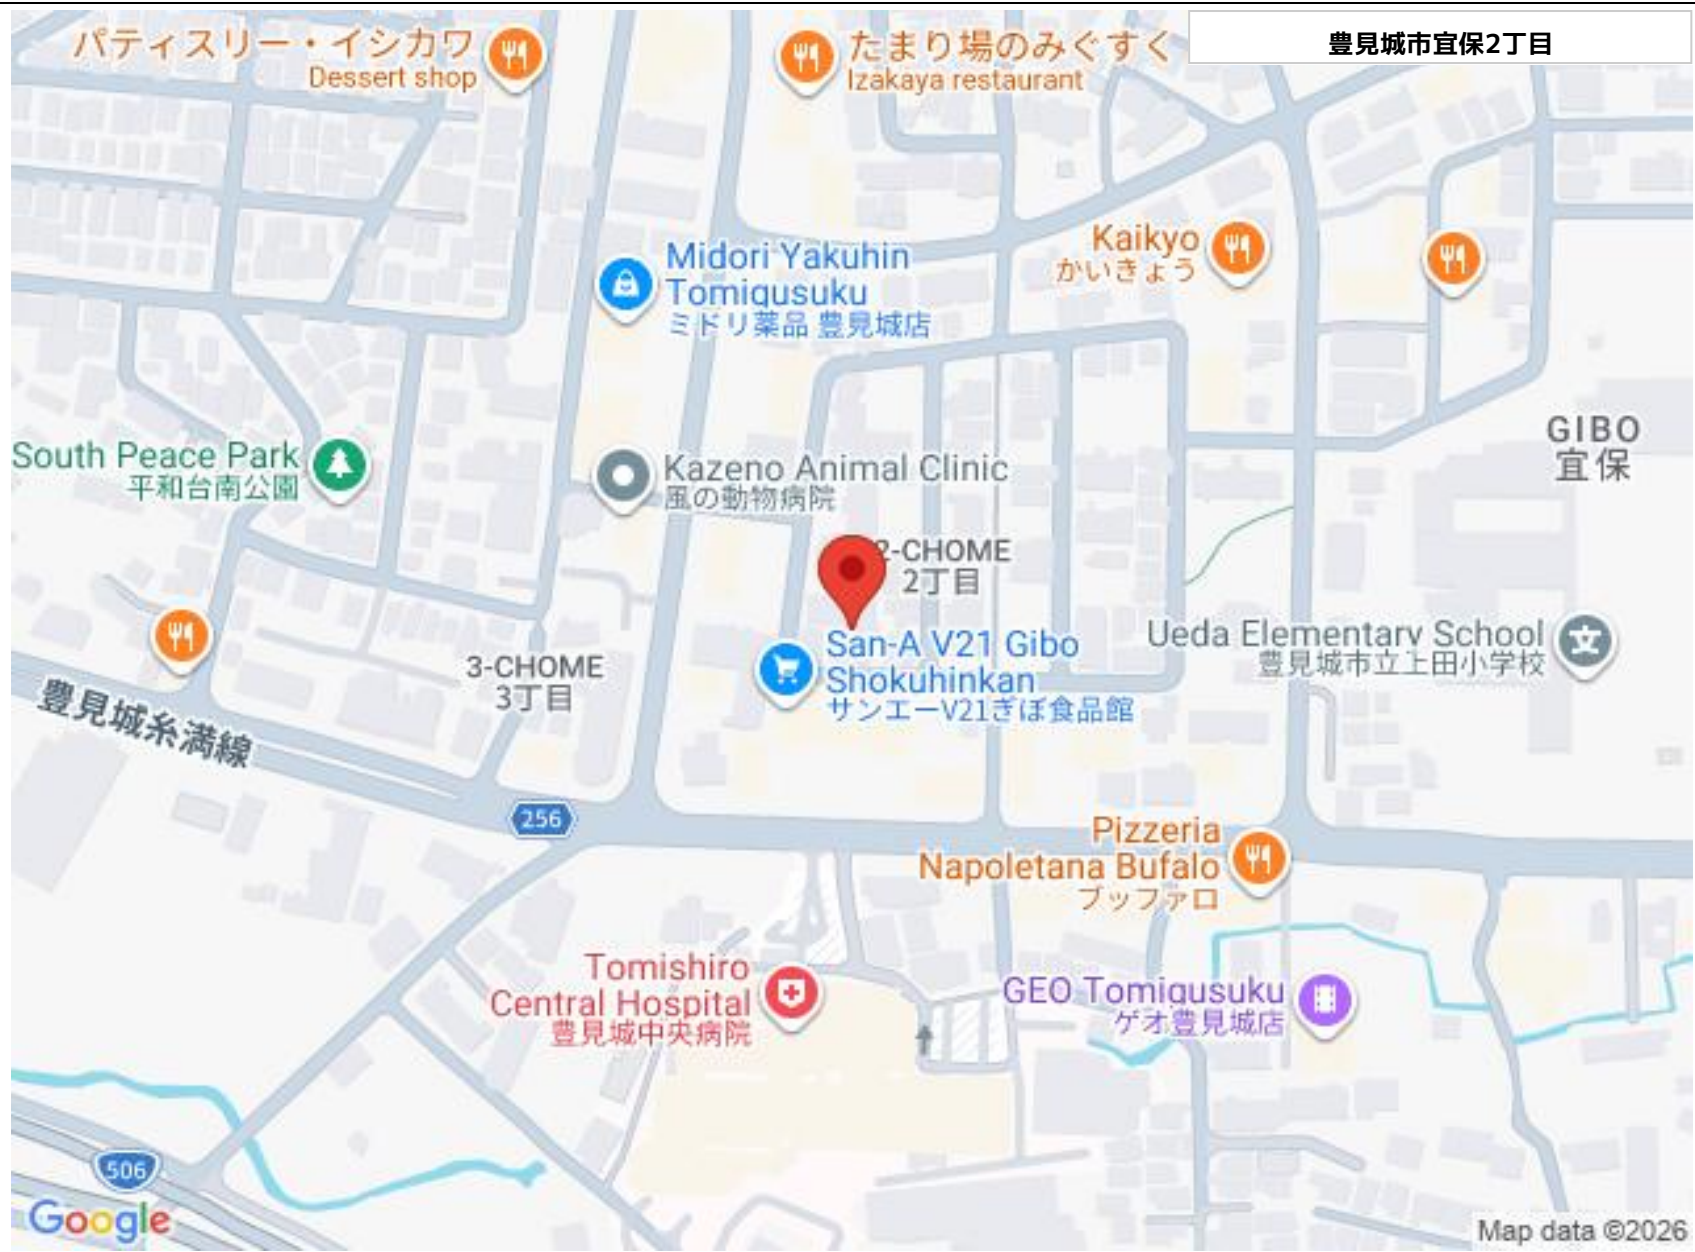 パティスリー・イシカワ
Dessert shop
たまり場のみぐすく
Izakaya restaurant
豊見城市宜保2丁目
Kaikyo
かいきょう
Midori Yakuhin
Tomigusuku
ミドリ薬品 豊見城店
GIBO
宜保
South Peace Park
平和台南公園
Kazeno Animal Clinic
風の動物病院
2-CHOME
2丁目
San-A V21 Gibo
Shokuhinkan
サンエーV21ぎぼ食品館
Ueda Elementary School
豊見城市立上田小学校
3-CHOME
3丁目
豊見城糸満線
256
Pizzeria
Napoletana Bufalo
ブッファロ
Tomishiro
Central Hospital
豊見城中央病院
GEO Tomigusuku
ゲオ豊見城店
506
Google
Map data ©2026